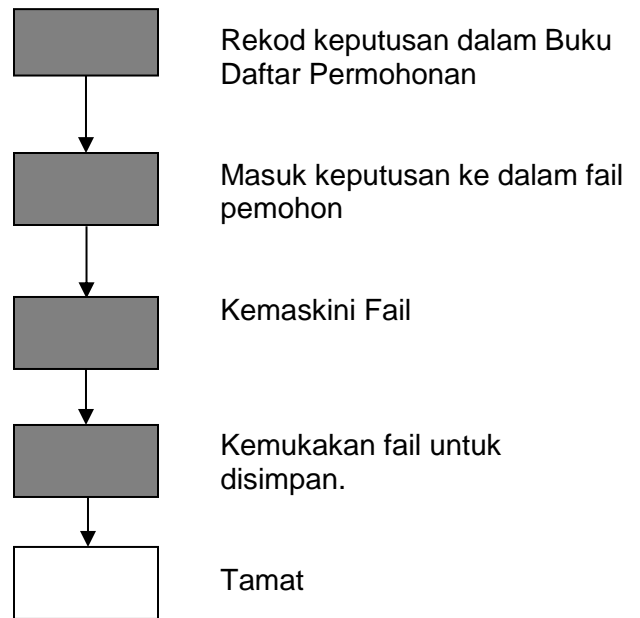 Rekod keputusan dalam Buku
Daftar Permohonan
Masuk keputusan ke dalam fail
pemohon
Kemaskini Fail
Kemukakan fail untuk
disimpan.
Tamat